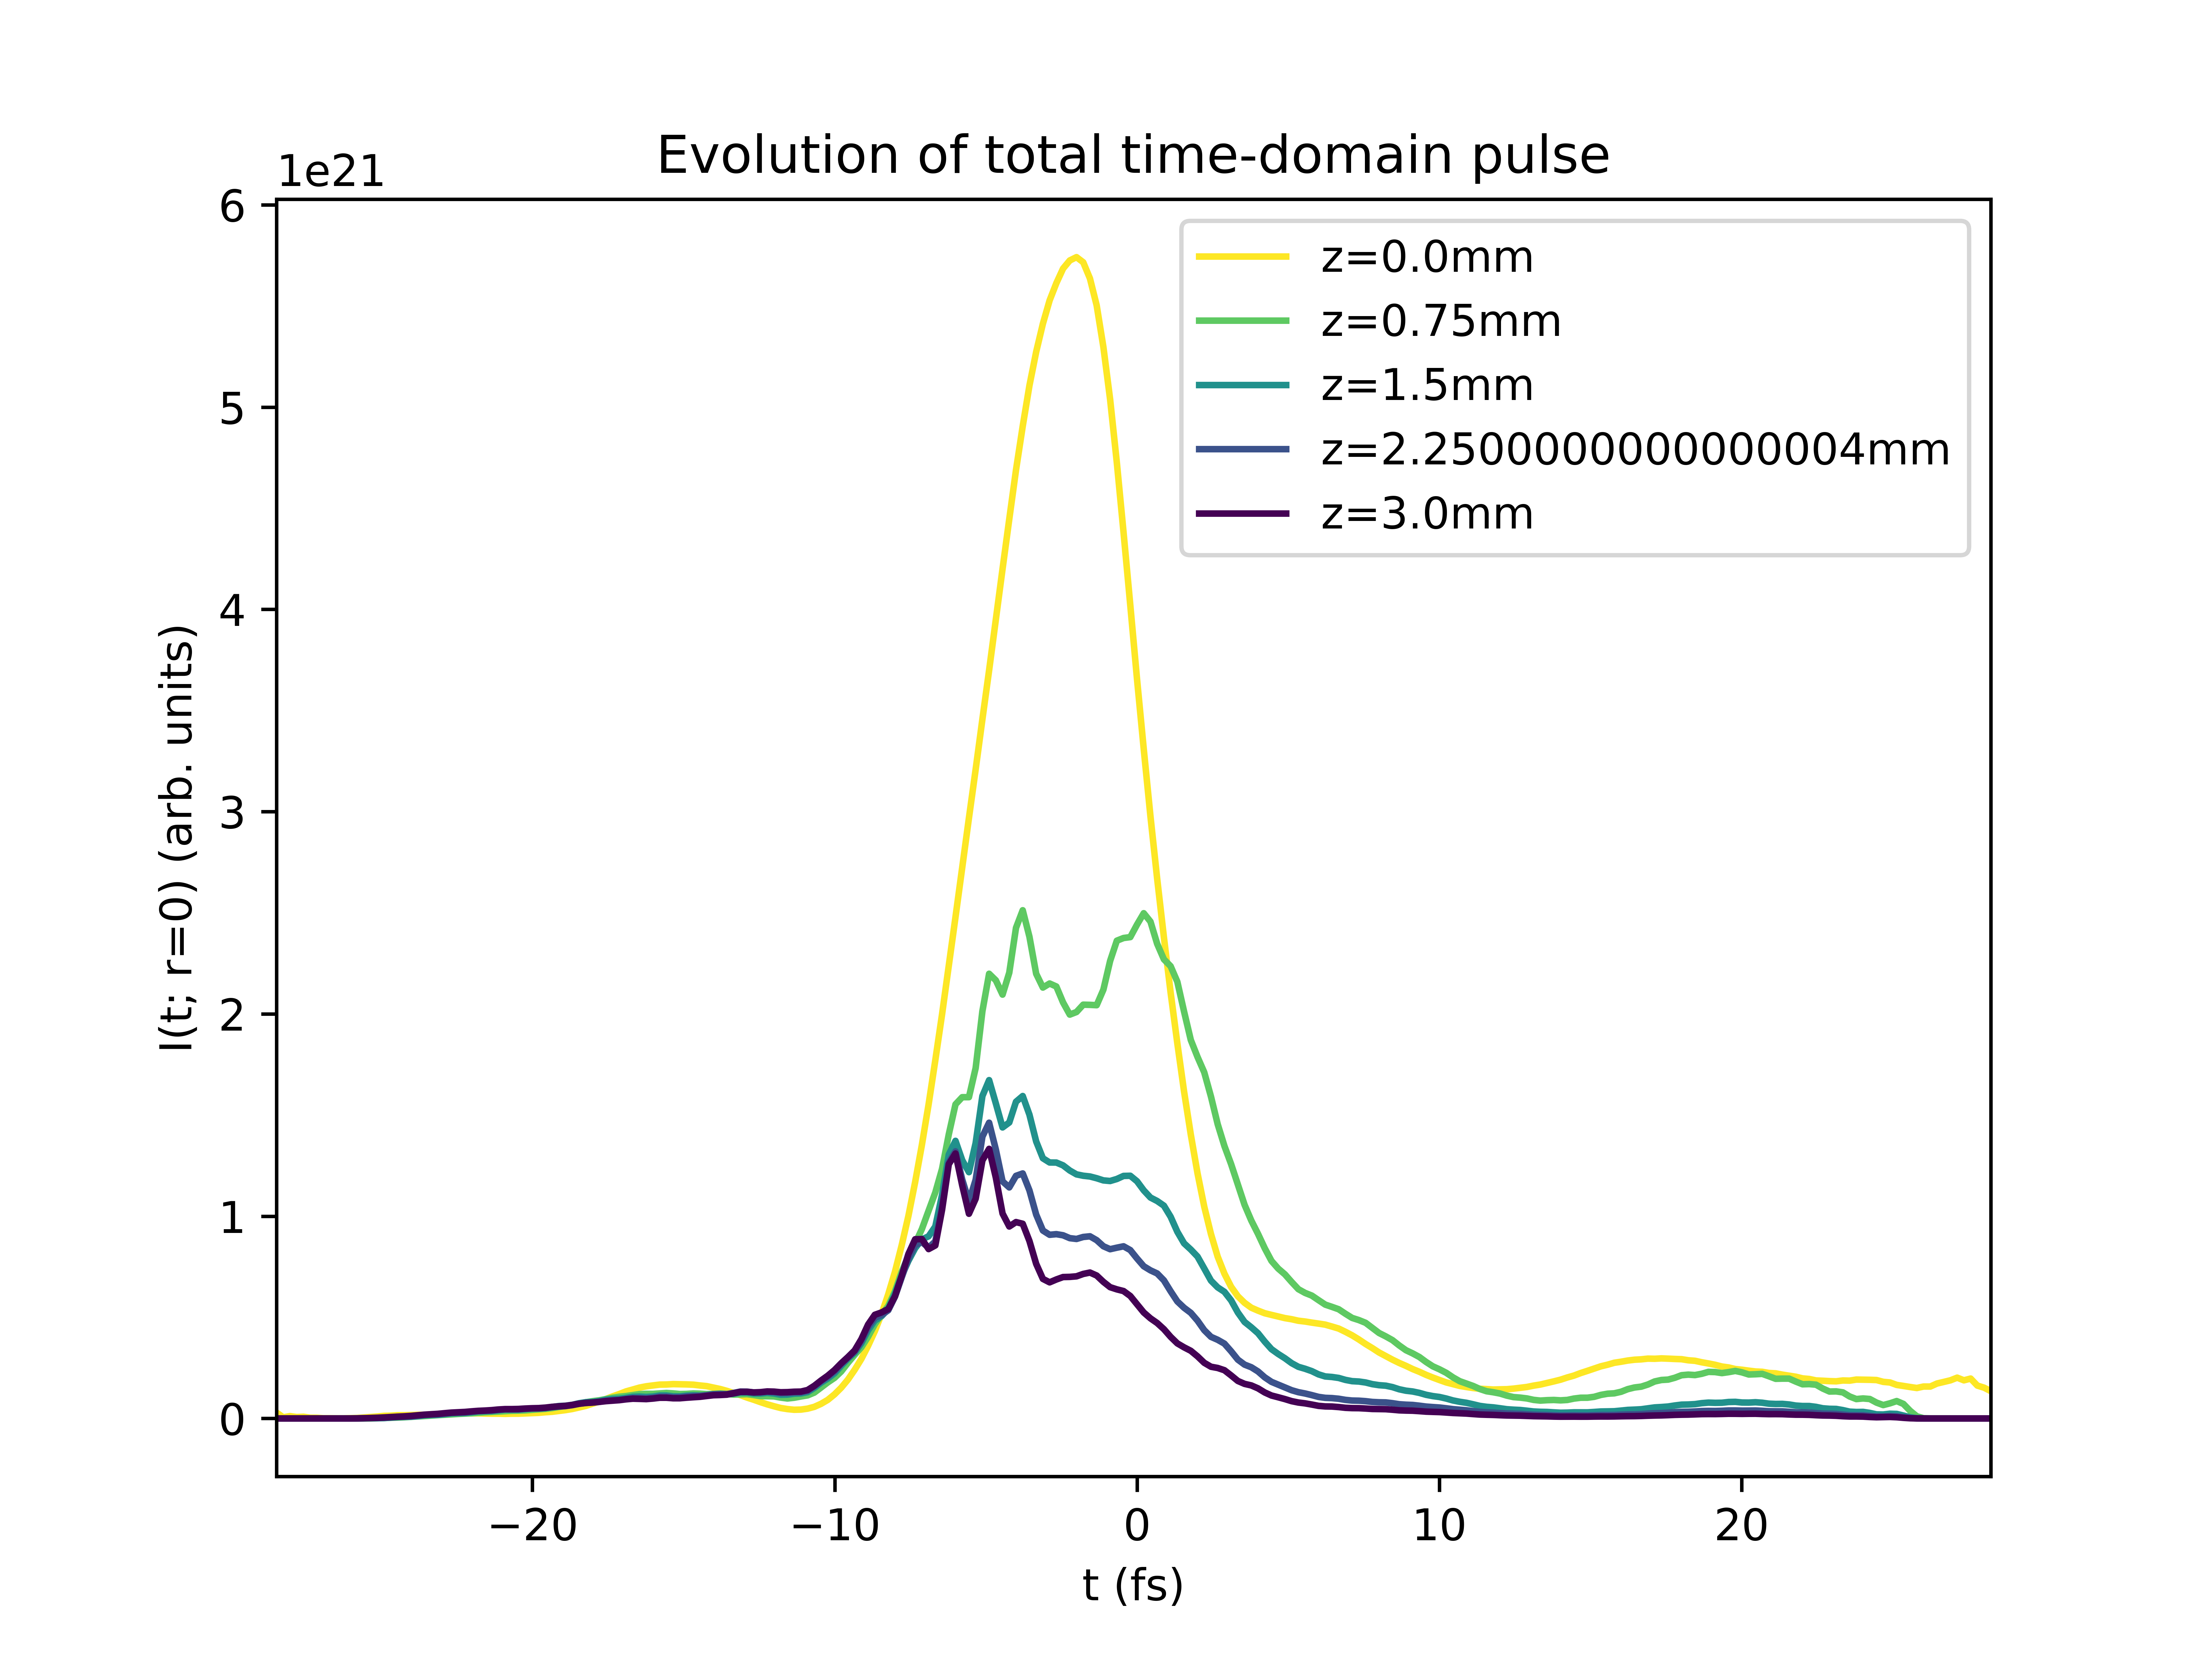 Evolution of total time-domain pulse
1e21
6
5
4
3
2
1
0
I(t; r=0) (arb. units)
z=0.0mm
z=0.75mm
z=1.5mm
z=2.2500000000000004mm
z=3.0mm
−20 −10 0 10 20
t (fs)